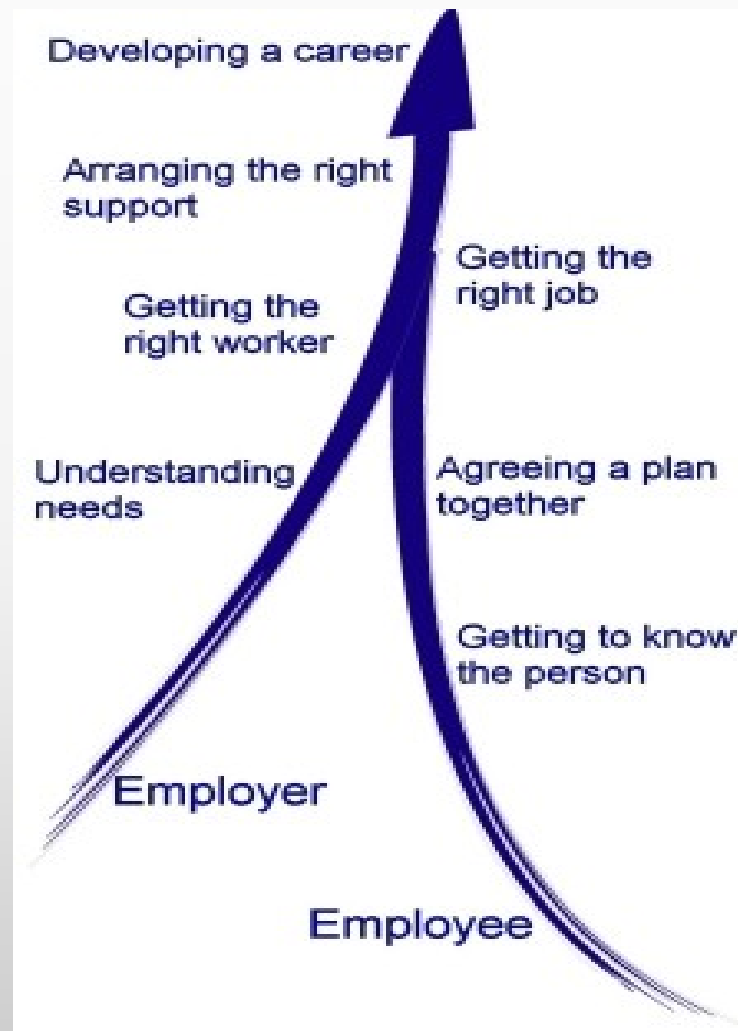 Developing a career
Arranging the right
support
Getting the
right job
Getting the
right worker
Understanding
needs
Agreeing a plan
together
Getting to know
the person
Employer
Employee